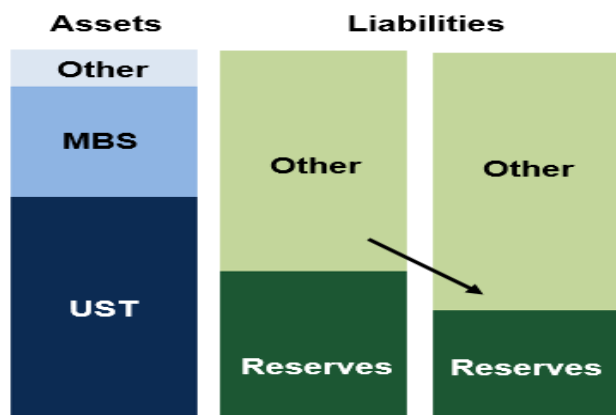 Assets
Liabilities
Other
MBS
UST
Other
Reserves
Other
Reserves